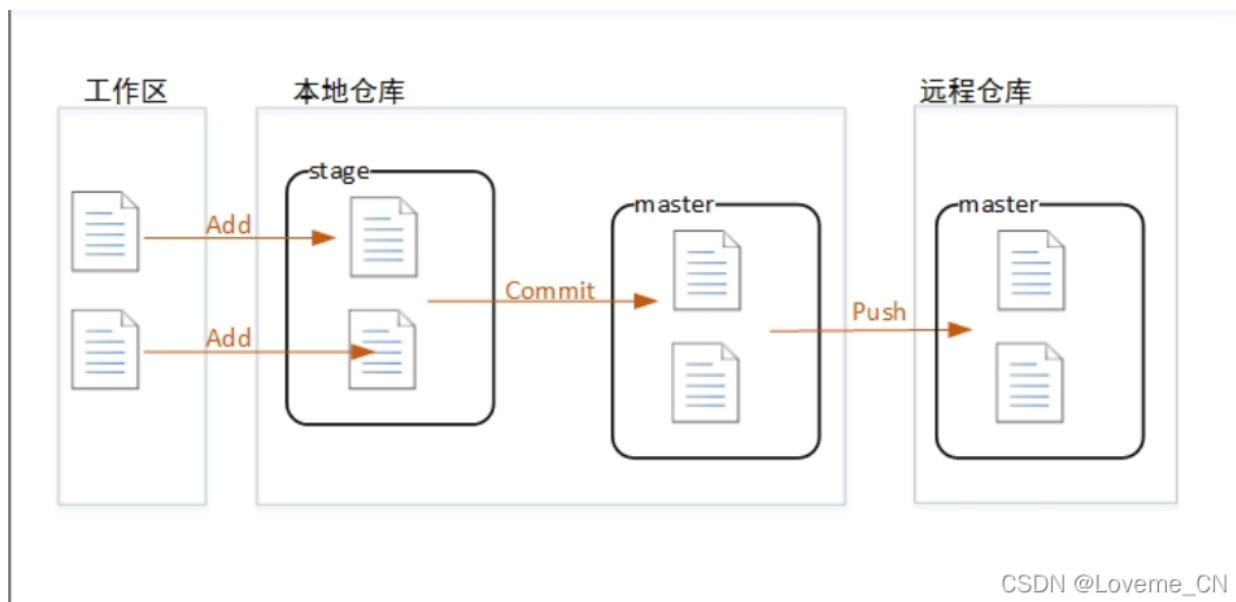 工作区
本地仓库
远程仓库
stage
master
master
Add
Commit
Push
Add
CSDN @Loveme_CN